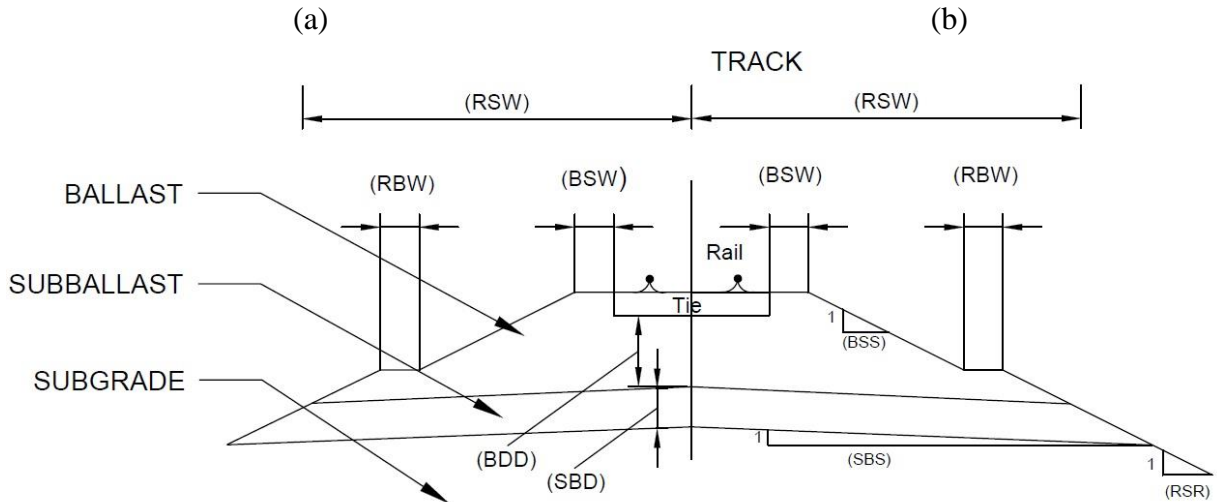 (a) (b)
TRACK
(RSW) (RSW)
BALLAST (RBW) (BSW) (BSW) (RBW)
Rail
SUBBALLAST
Tie
1
(BSS)
SUBGRADE
1
(BDD) (SBD) (SBS) 1
(RSR)